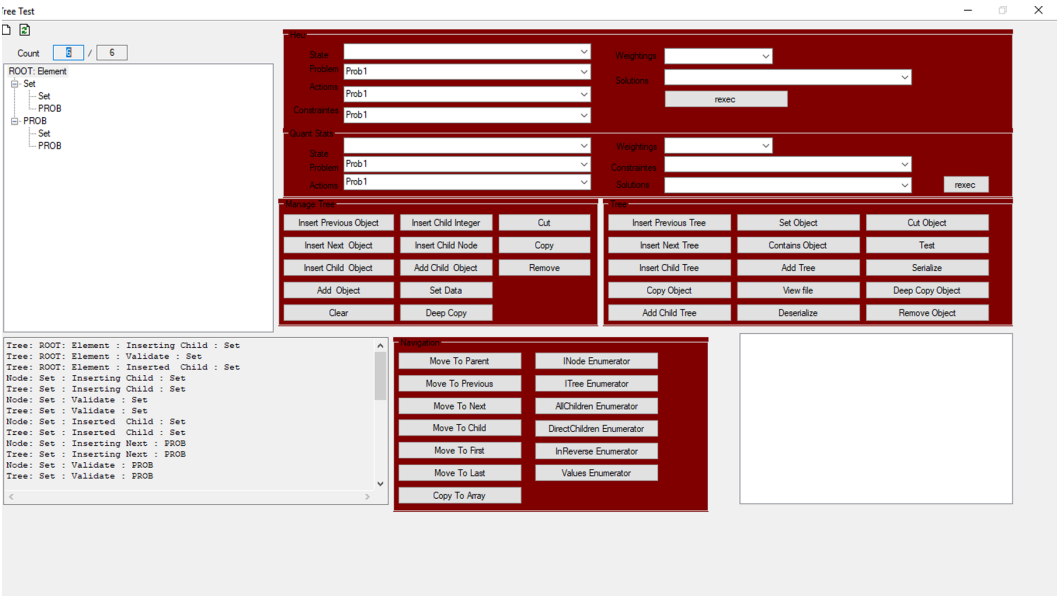 Tree Test
Count 6 / 6
ROOT: Element
Set
Set
PROB
PROB
Set
PROB
State
Problem Prob1
Actions Prob1
Constraintes Prob1
Weightings
Solutions
rexec
Quant Stats
State
Problem Prob1
Actioms Prob1
Weightings
Constraintes
Solutions
rexec
Manage Tree
Insert Previous Object Insert Child Integer Cut
Insert Next Object Insert Child Node Copy
Insert Child Object Add Child Object Remove
Add Object Set Data
Clear Deep Copy
Tree
Insert Previous Tree Set Object Cut Object
Insert Next Tree Contains Object Test
Insert Child Tree Add Tree Serialize
Copy Object View file Deep Copy Object
Add Child Tree Deserialize Remove Object
Tree: ROOT: Element : Inserting Child : Set
Tree: ROOT: Element : Validate : Set
Tree: ROOT: Element : Inserted Child : Set
Node: Set : Inserting Child : Set
Tree: Set : Inserting Child : Set
Node: Set : Validate : Set
Tree: Set : Validate : Set
Node: Set : Inserted Child : Set
Tree: Set : Inserted Child : Set
Node: Set : Inserting Next : PROB
Tree: Set : Inserting Next : PROB
Node: Set : Validate : PROB
Tree: Set : Validate : PROB
Navigation
Move To Parent INode Enumerator
Move To Previous ITree Enumerator
Move To Next AllChildren Enumerator
Move To Child DirectChildren Enumerator
Move To First InReverse Enumerator
Move To Last Values Enumerator
Copy To Array